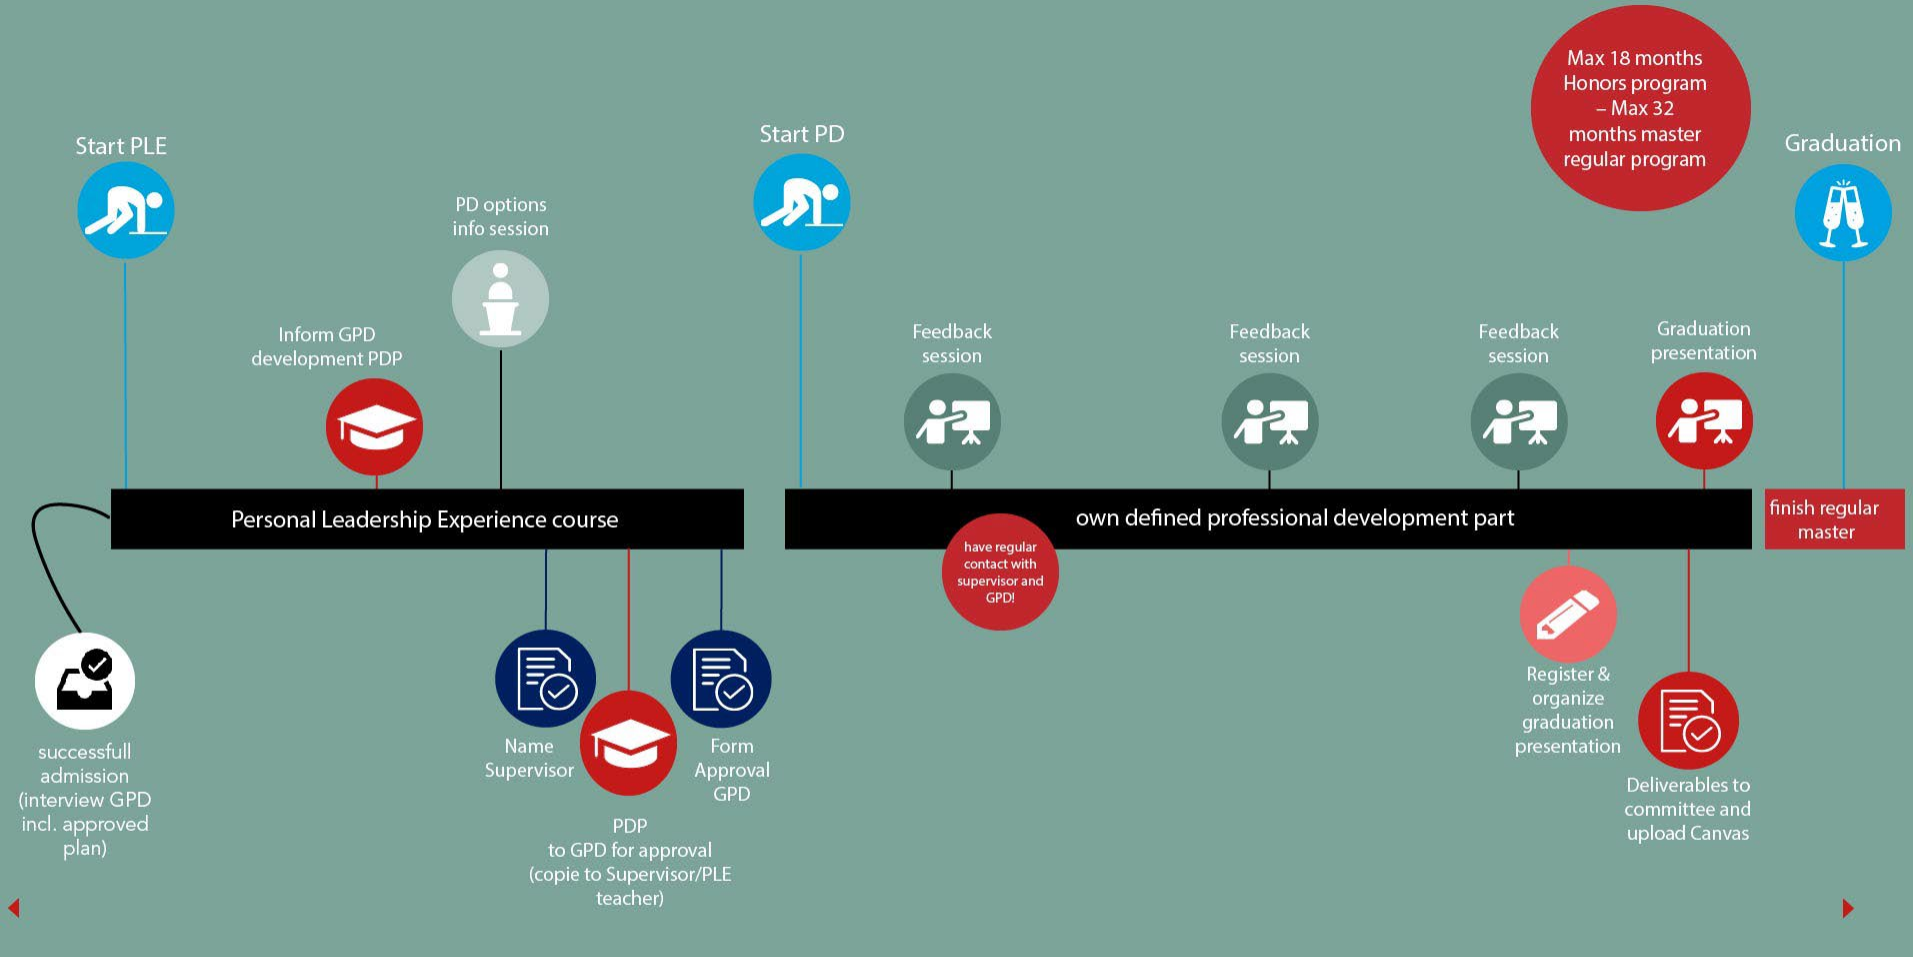 Max 18 months
Honors program
– Max 32
months master
regular program
Start PLE
Start PD
Graduation
PD options
info session
Inform GPD
development PDP
Feedback
session
Feedback
session
Feedback
session
Graduation
presentation
Personal Leadership Experience course
own defined professional development part
finish regular
master
have regular
contact with
supervisor and
GPD!
successfull
admission
(interview GPD
incl. approved
plan)
Name
Supervisor
PDP
to GPD for approval
(copie to Supervisor/PLE
teacher)
Form
Approval
GPD
Register &
organize
graduation
presentation
Deliverables to
committee and
upload Canvas